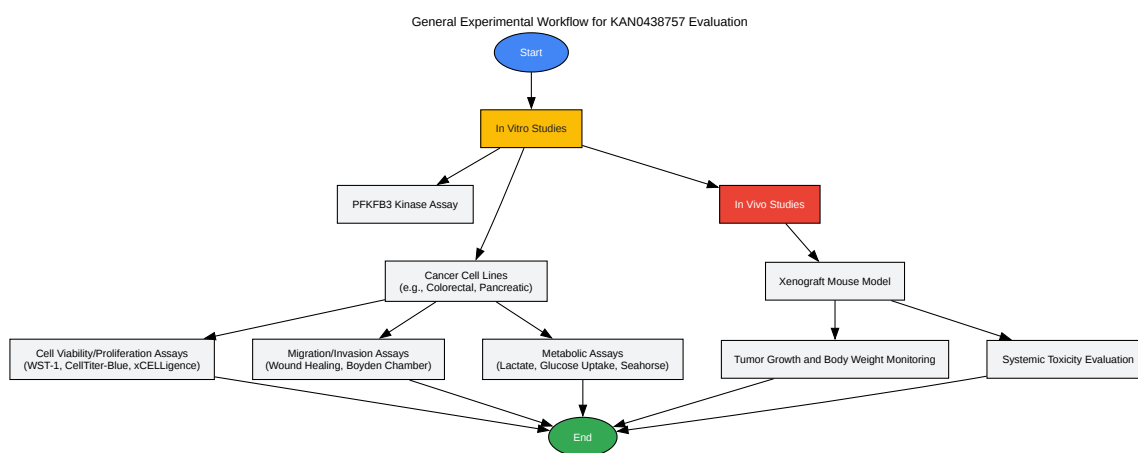 General Experimental Workflow for KAN0438757 Evaluation
Start
In Vitro Studies
PFKFB3 Kinase Assay
In Vivo Studies
Cancer Cell Lines
(e.g., Colorectal, Pancreatic)
Xenograft Mouse Model
Cell Viability/Proliferation Assays
(WST-1, CellTiter-Blue, xCELLigence)
Migration/Invasion Assays
(Wound Healing, Boyden Chamber)
Metabolic Assays
(Lactate, Glucose Uptake, Seahorse)
Tumor Growth and Body Weight Monitoring
Systemic Toxicity Evaluation
End